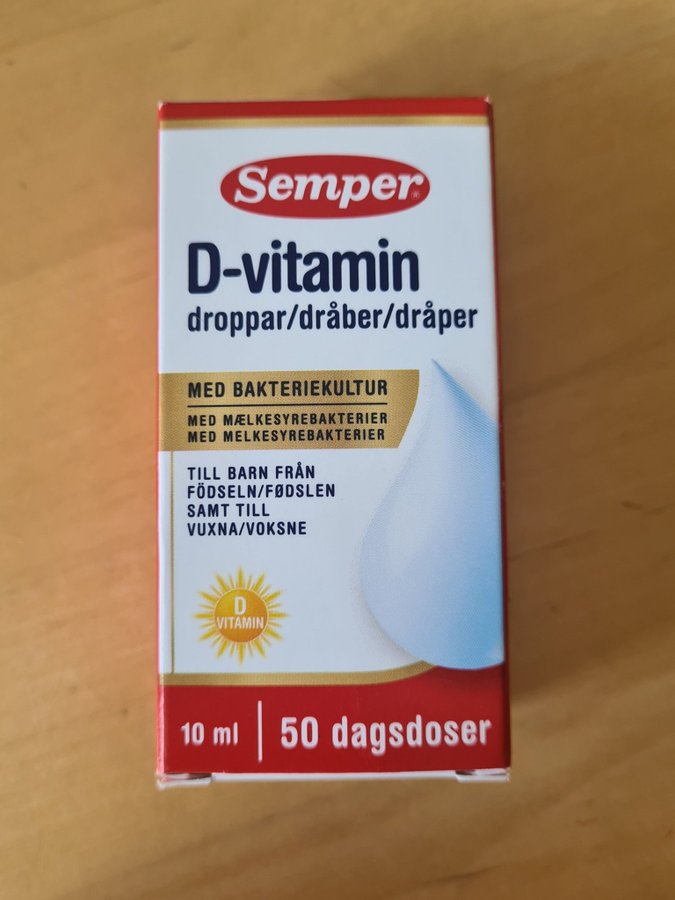 Semper
D-vitamin
droppar/dråber/dråper
MED BAKTERIEKULTUR
MED MÆLKESYREBAKTERIER
MED MELKESYREBAKTERIER
TILL BARN FRÅN
FÖDSELN/FØDSLEN
SAMT TILL
VUXNA/VOKSNE
D
VITAMIN
10 ml | 50 dagsdoser